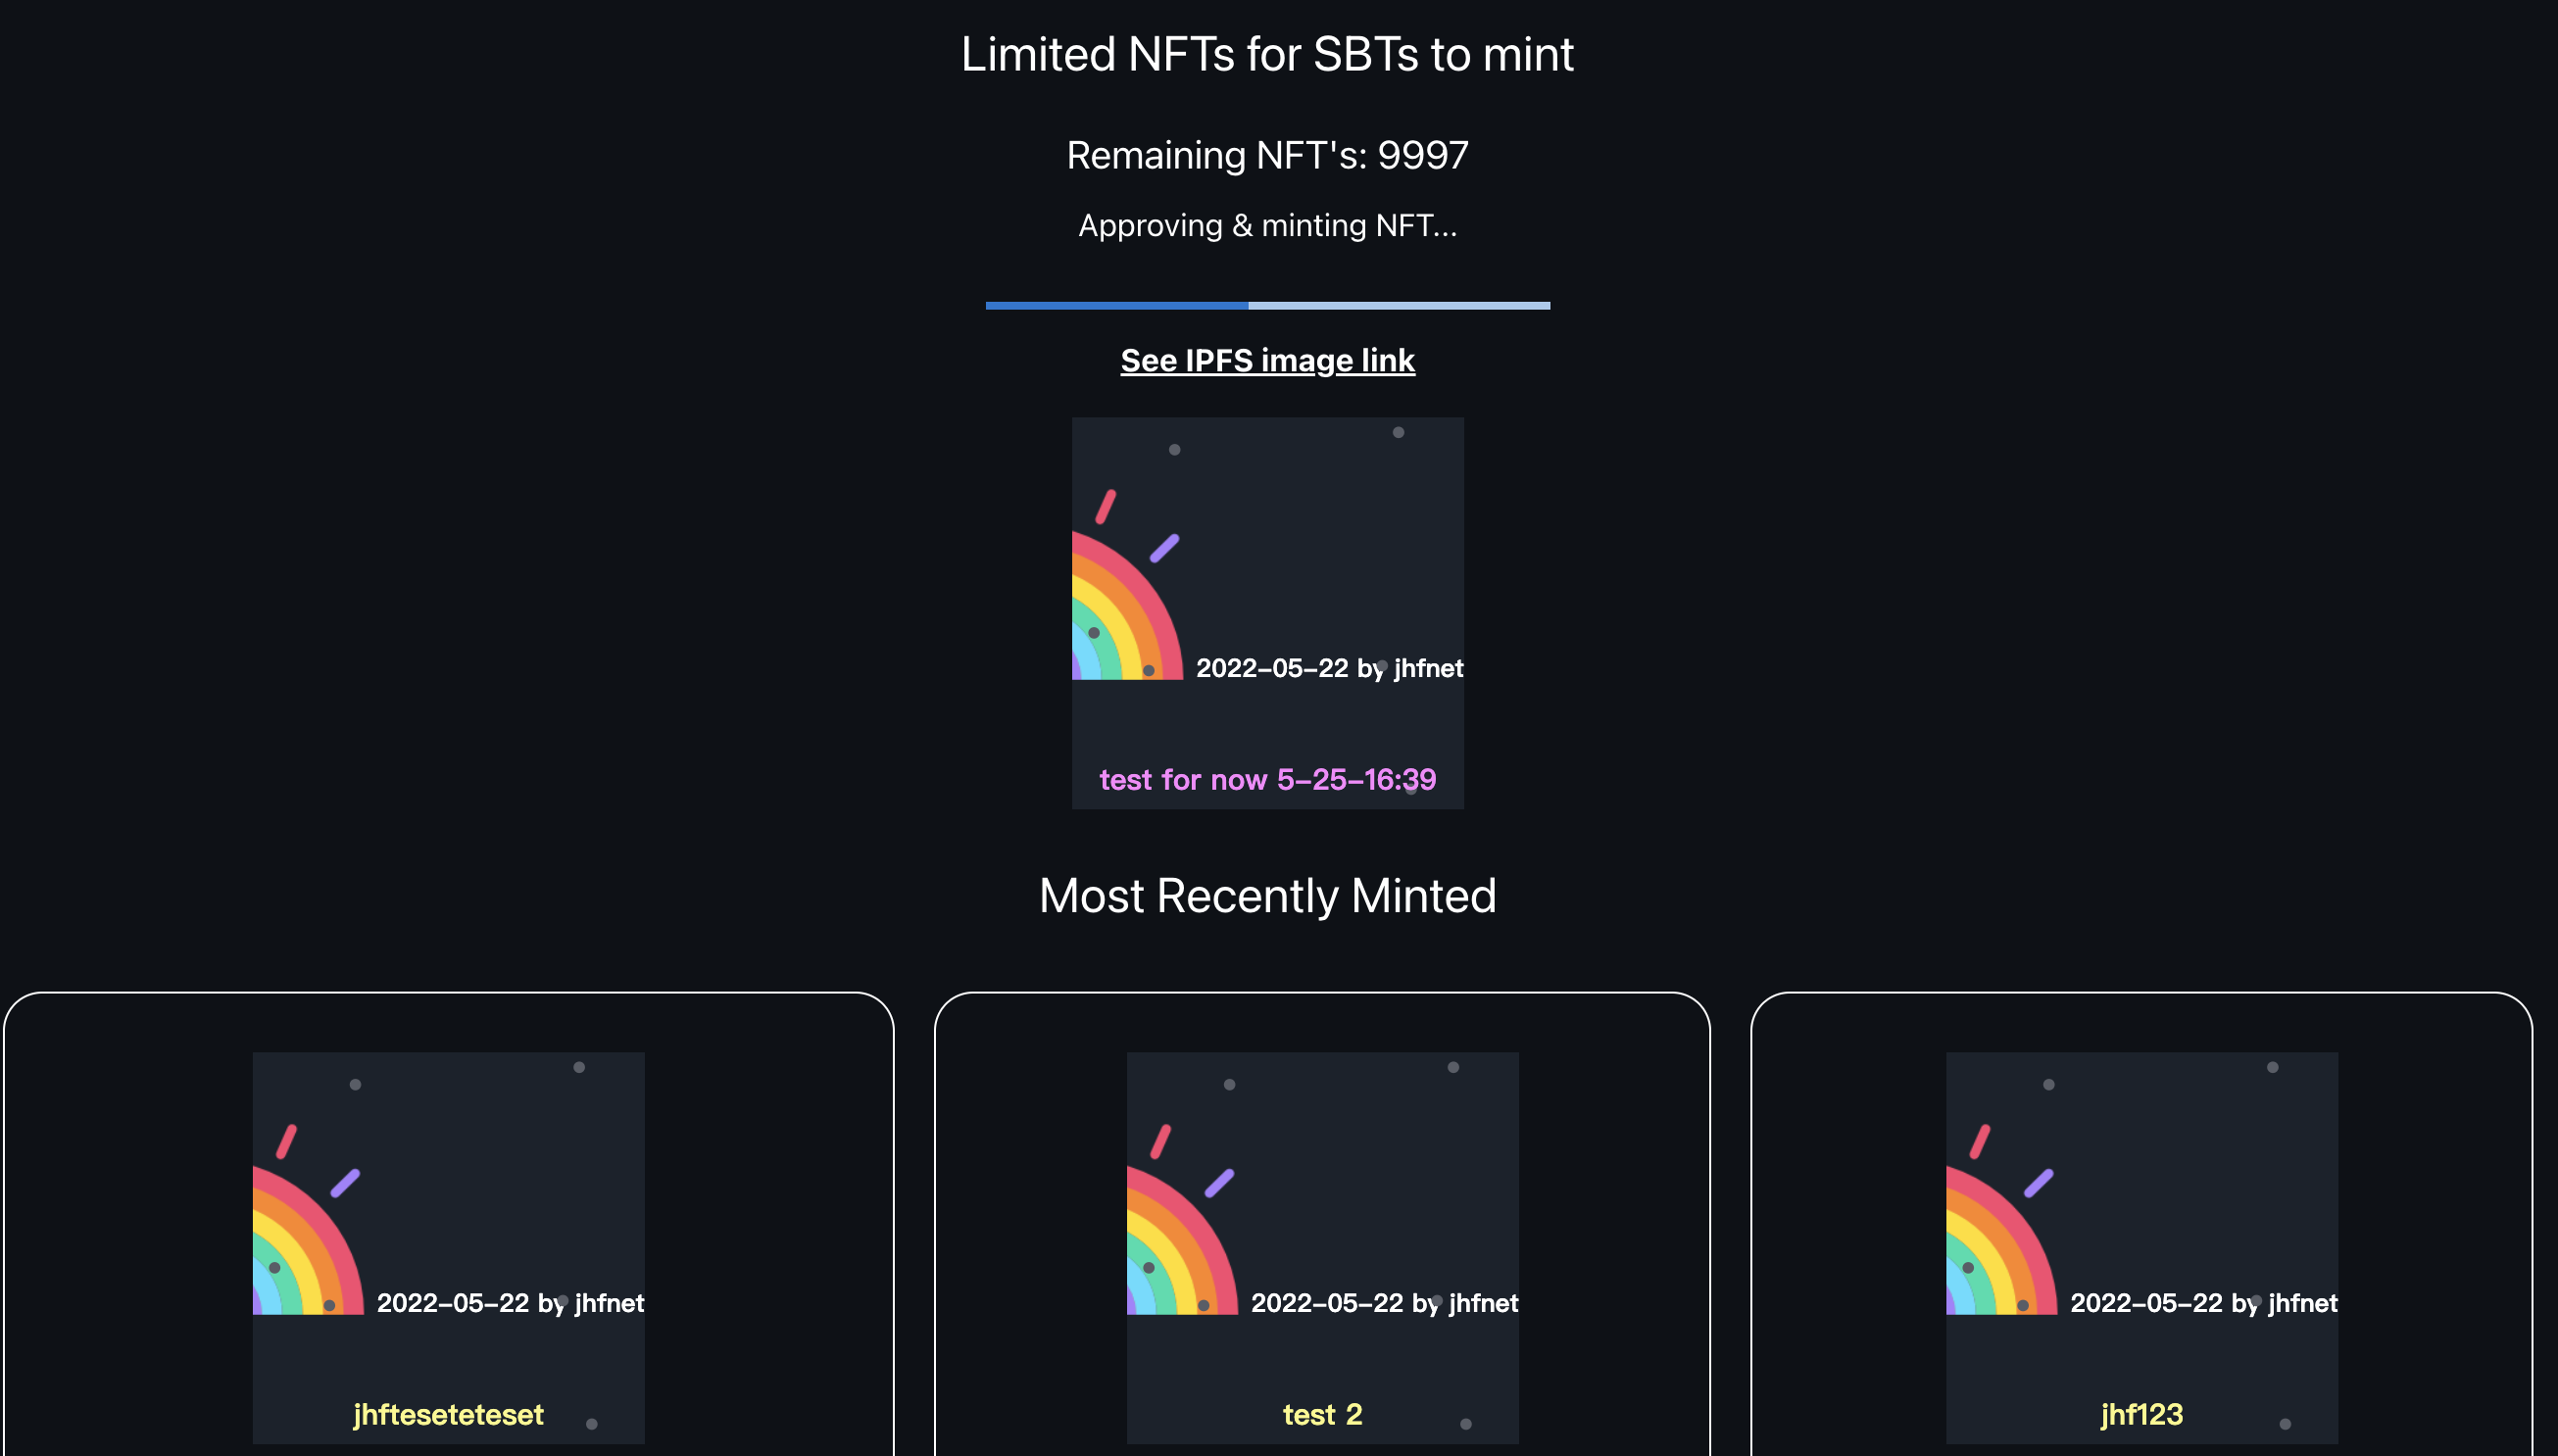 Limited NFTs for SBTs to mint
Remaining NFT's: 9997
Approving & minting NFT...
See IPFS image link
2022-05-22 by jhfnet
test for now 5-25-16:39
Most Recently Minted
2022-05-22 by jhfnet
jhfteseteteset
2022-05-22 by jhfnet
test 2
2022-05-22 by jhfnet
jhf123